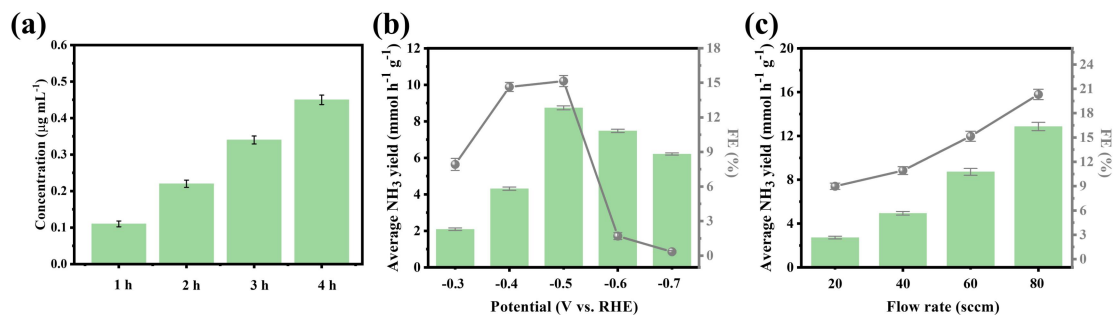 (a)
Concentration (μg mL⁻¹)
0.6
0.5
0.4
0.3
0.2
0.1
0.0
1 h 2 h 3 h 4 h
(b)
Average NH₃ yield (mmol h⁻¹ g⁻¹)
12
10
8
6
4
2
0
-0.3 -0.4 -0.5 -0.6 -0.7
Potential (V vs. RHE)
18
15
12
9
6
3
0
FE (%)
(c)
Average NH₃ yield (mmol h⁻¹ g⁻¹)
20
16
12
8
4
0
20 40 60 80
Flow rate (sccm)
24
21
18
15
12
9
6
3
0
FE (%)